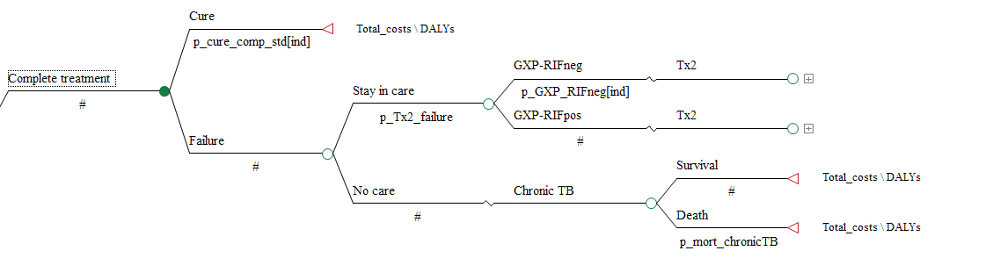 Cure
Total_costs \ DALYs
p_cure_comp_std[ind]
GXP-RIFneg
Tx2
Complete treatment
Stay in care
p_GXP_RIFneg[ind]
#
p_Tx2_failure
GXP-RIFpos
Tx2
Failure
#
#
Survival
Total_costs \ DALYs
No care
Chronic TB
#
#
Death
Total_costs \ DALYs
p_mort_chronicTB